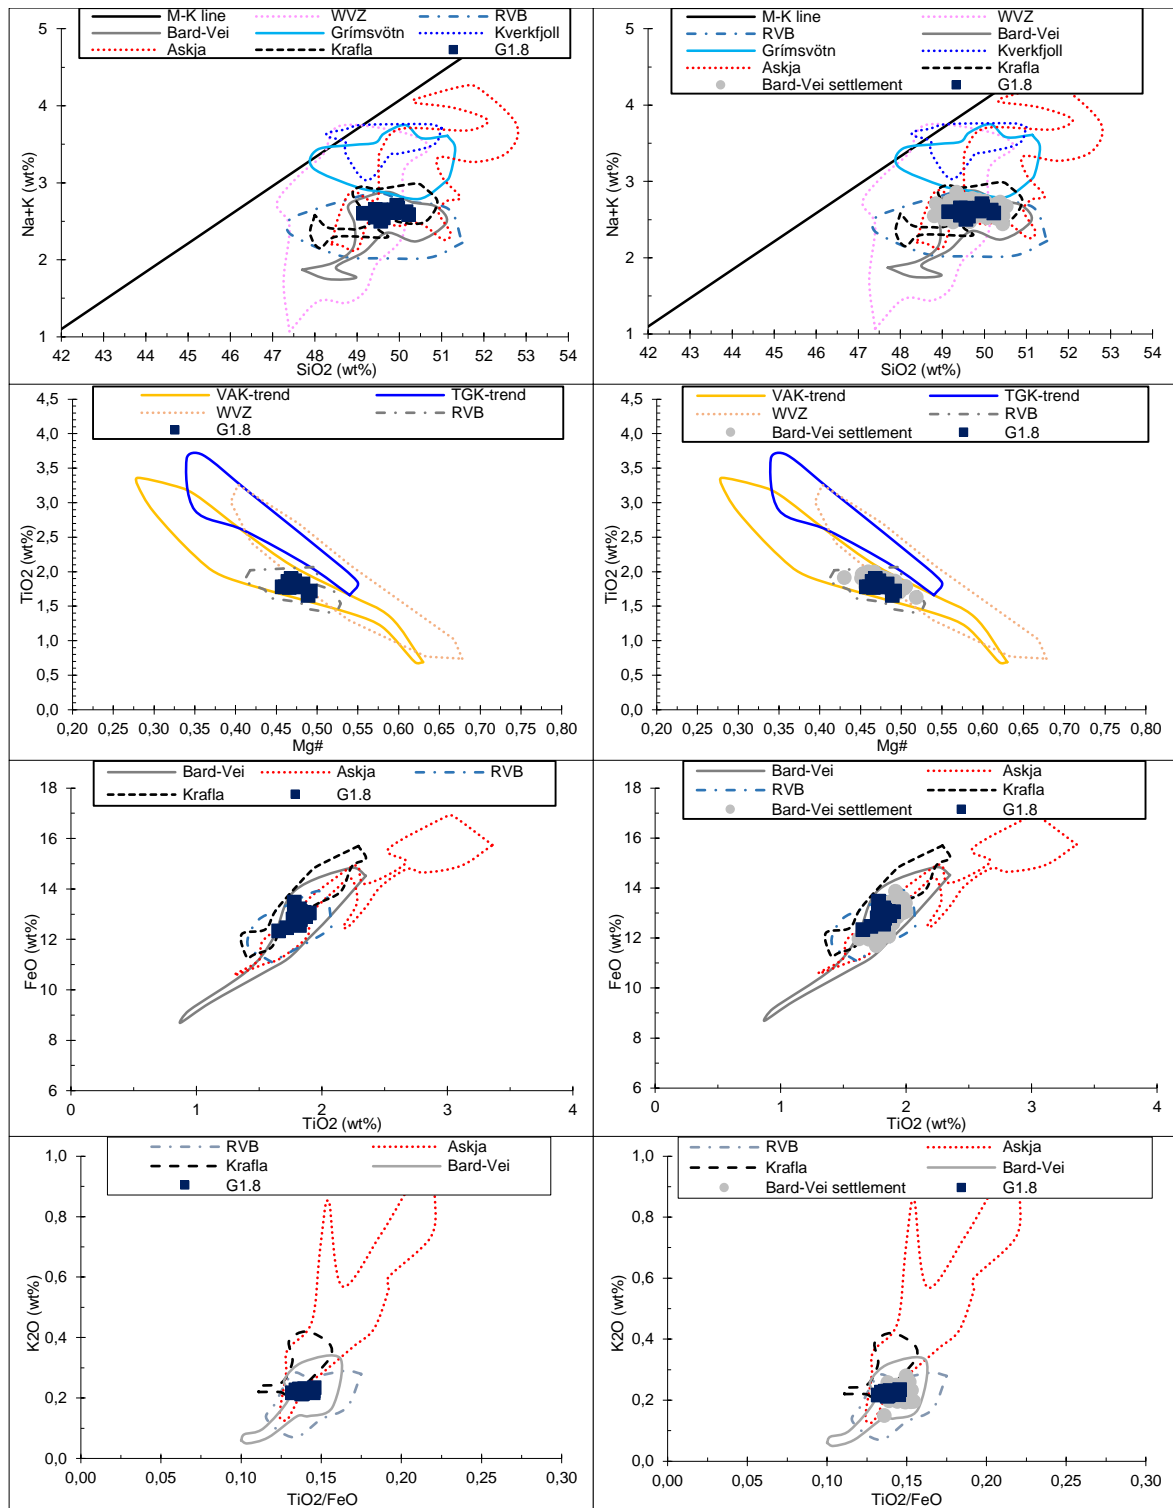 M-K line WVZ RVB
Bard-Vei Grímsvötn Kverkfjoll
Askja Krafla G1.8
5
4
3
2
1
Na+K (wt%)
42 43 44 45 46 47 48 49 50 51 52 53 54
SiO2 (wt%)
M-K line WVZ
RVB Bard-Vei
Grímsvötn Kverkfjoll
Askja Krafla
Bard-Vei settlement G1.8
5
4
3
2
1
Na+K (wt%)
42 43 44 45 46 47 48 49 50 51 52 53 54
SiO2 (wt%)
VAK-trend TGK-trend
WVZ RVB
G1.8
4,5
4,0
3,5
3,0
2,5
2,0
1,5
1,0
0,5
0,0
TiO2 (wt%)
0,20 0,25 0,30 0,35 0,40 0,45 0,50 0,55 0,60 0,65 0,70 0,75 0,80
Mg#
VAK-trend TGK-trend
WVZ RVB
Bard-Vei settlement G1.8
4,5
4,0
3,5
3,0
2,5
2,0
1,5
1,0
0,5
0,0
TiO2 (wt%)
0,20 0,25 0,30 0,35 0,40 0,45 0,50 0,55 0,60 0,65 0,70 0,75 0,80
Mg#
Bard-Vei Askja RVB
Krafla G1.8
18
16
14
12
10
8
6
FeO (wt%)
0 1 2 3 4
TiO2 (wt%)
Bard-Vei Askja
RVB Krafla
Bard-Vei settlement G1.8
18
16
14
12
10
8
6
FeO (wt%)
0 1 2 3 4
TiO2 (wt%)
RVB Askja
Krafla Bard-Vei
G1.8
1,0
0,8
0,6
0,4
0,2
0,0
K2O (wt%)
0,00 0,05 0,10 0,15 0,20 0,25 0,30
TiO2/FeO
RVB Askja
Krafla Bard-Vei
Bard-Vei settlement G1.8
1,0
0,8
0,6
0,4
0,2
0,0
K2O (wt%)
0,00 0,05 0,10 0,15 0,20 0,25 0,30
TiO2/FeO